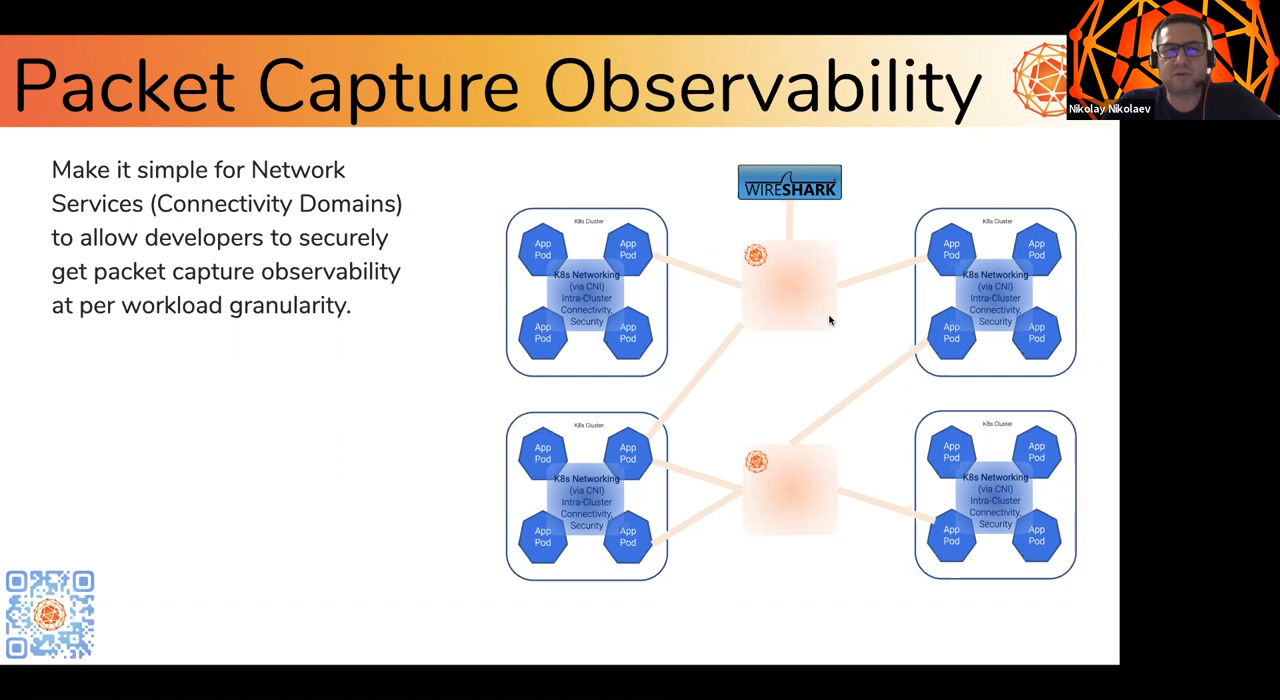 Packet Capture Observability
Nikolay Nikolaev
Make it simple for Network
Services (Connectivity Domains)
to allow developers to securely
get packet capture observability
at per workload granularity.
WIRESHARK
K8s Cluster
App
Pod
App
Pod
K8s Networking
(via CNI)
Intra-Cluster
Connectivity,
Security
App
Pod
App
Pod
K8s Cluster
App
Pod
App
Pod
K8s Networking
(via CNI)
Intra-Cluster
Connectivity,
Security
App
Pod
App
Pod
K8s Cluster
App
Pod
App
Pod
K8s Networking
(via CNI)
Intra-Cluster
Connectivity,
Security
App
Pod
App
Pod
K8s Cluster
App
Pod
App
Pod
K8s Networking
(via CNI)
Intra-Cluster
Connectivity,
Security
App
Pod
App
Pod